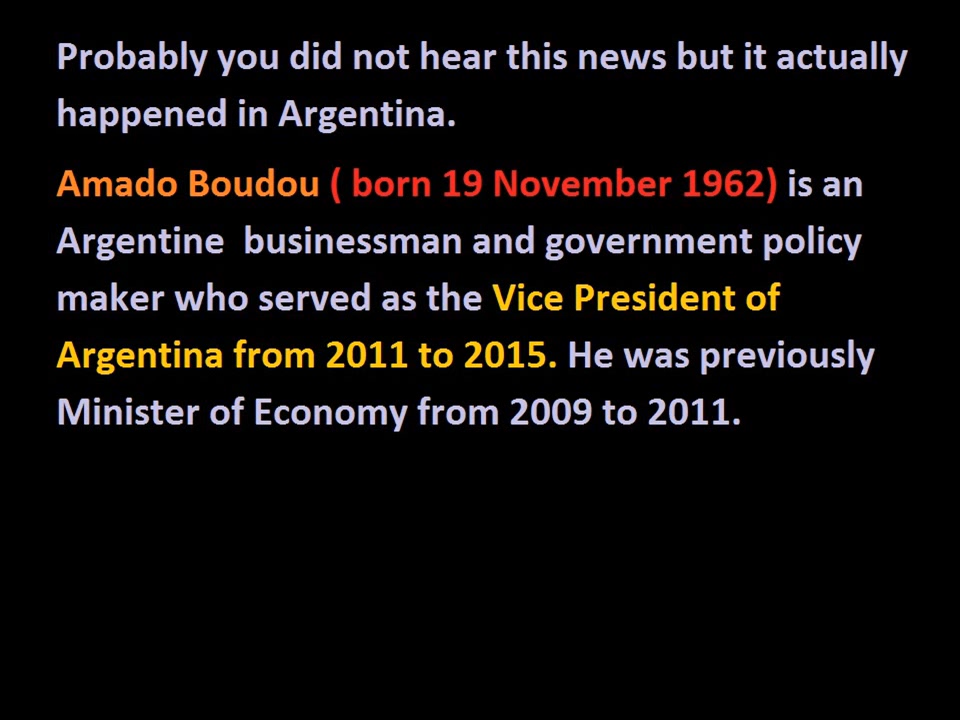 Probably you did not hear this news but it actually
happened in Argentina.
Amado Boudou ( born 19 November 1962) is an
Argentine  businessman and government policy
maker who served as the Vice President of
Argentina from 2011 to 2015. He was previously
Minister of Economy from 2009 to 2011.